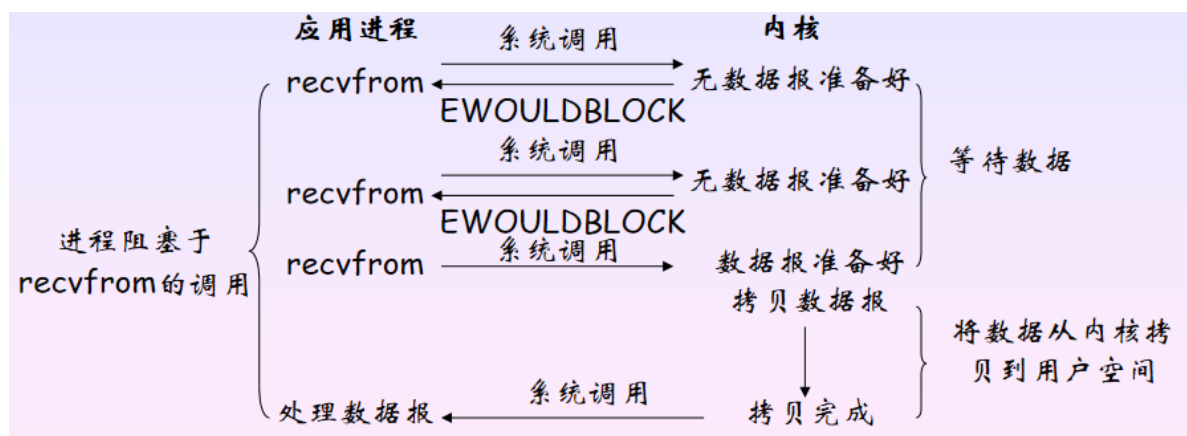 应用进程
系统调用
内核
recvfrom
无数据报准备好
EWOULDBLOCK
系统调用
等待数据
recvfrom
无数据报准备好
EWOULDBLOCK
进程阻塞于
recvfrom的调用
系统调用
recvfrom
数据报准备好
拷贝数据报
将数据从内核拷
贝到用户空间
系统调用
处理数据报
拷贝完成